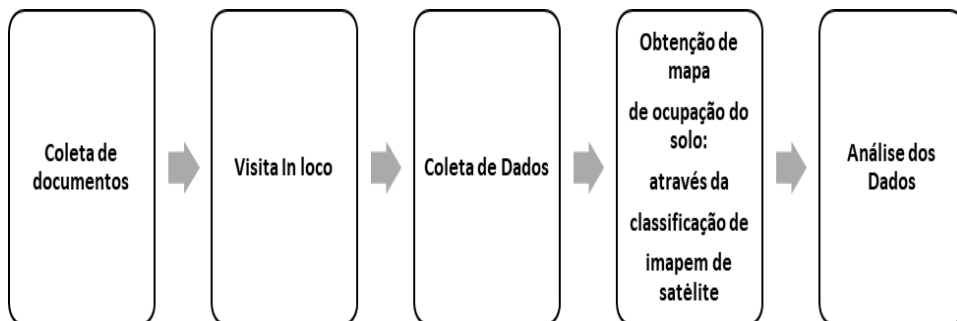 Coleta de
documentos
Visita In loco
Coleta de Dados
Obtenção de
mapa
de ocupação do
solo:
através da
classificação de
imapem de
satélite
Análise dos
Dados